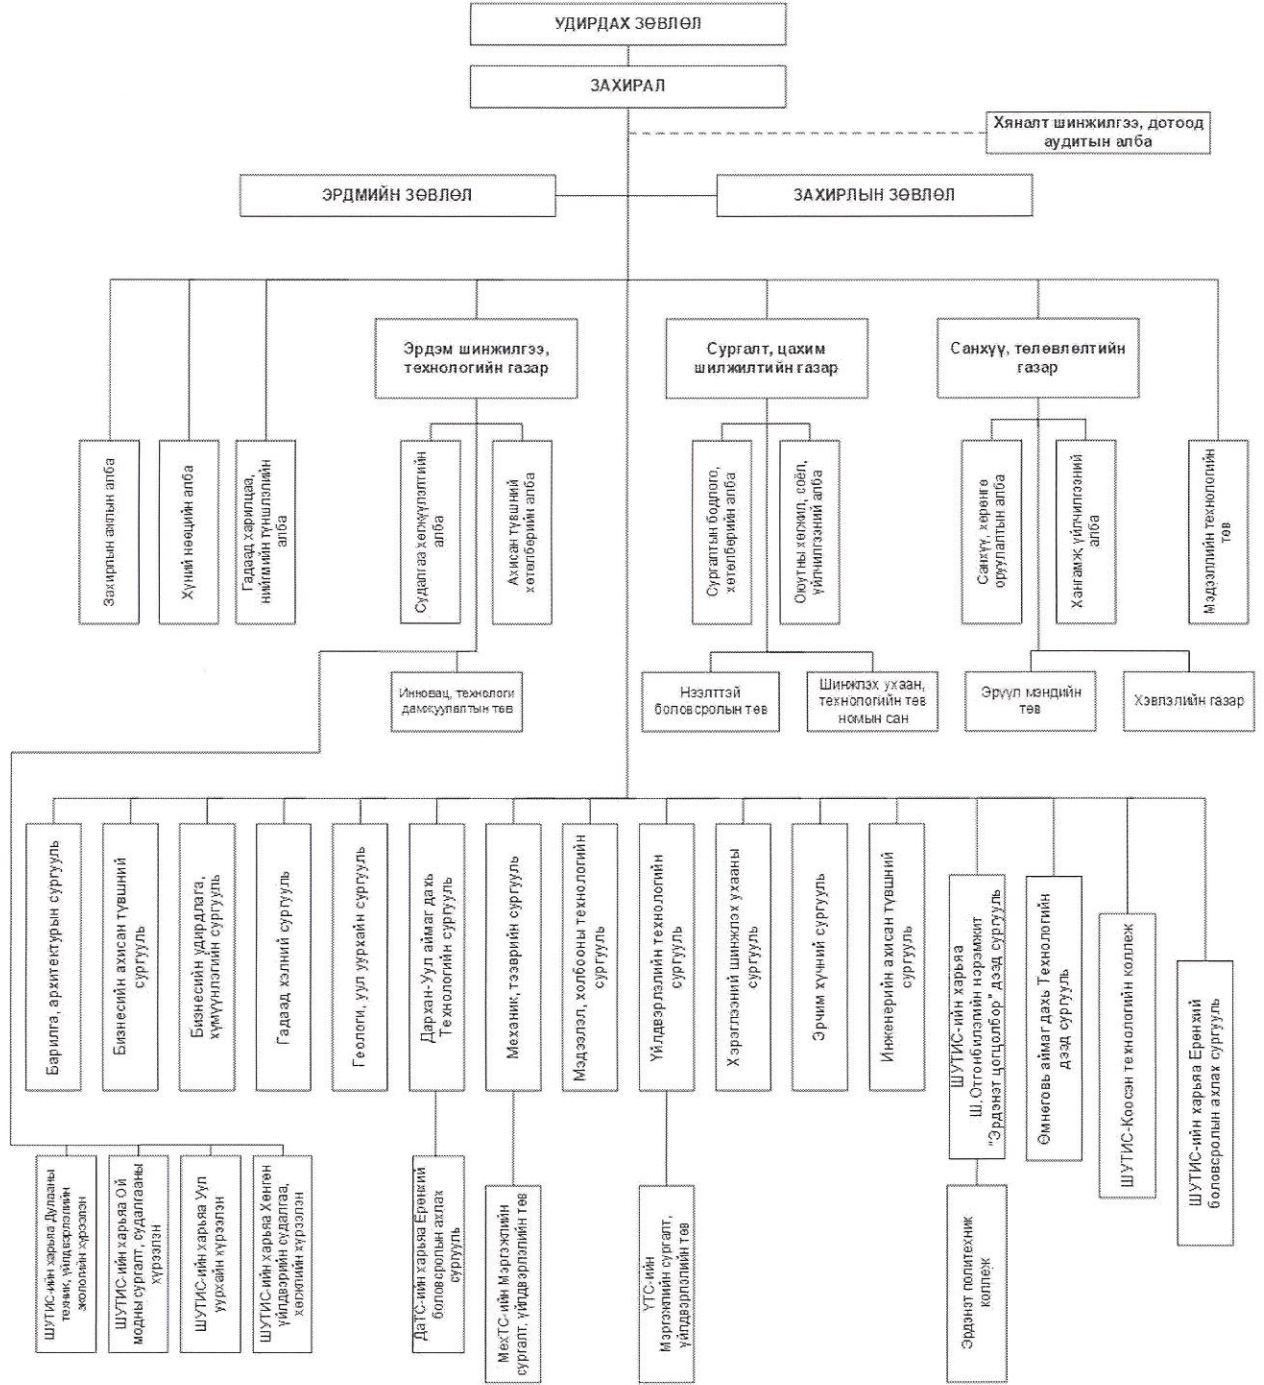 УДИРДАХ ЗӨВЛӨЛ
ЗАХИРАЛ
Хяналт шинжилгээ, дотоод
аудитын алба
ЭРДМИЙН ЗӨВЛӨЛ
ЗАХИРЛЫН ЗӨВЛӨЛ
Эрдэм шинжилгээ,
технологийн газар
Сургалт, цахим
шилжилтийн газар
Санхүү, төлөвлөлтийн
газар
Захирлын ажлын алба
Хүний нөөцийн алба
Гадаад харилцаа,
нийгмийн түншлэлийн
алба
Судалгаа хөгжүүлэлтийн
алба
Ахисан түвшний
хөтөлбөрийн алба
Сургалтын бодлого,
хөтөлбөрийн алба
Оюутны хөгжил, соёл,
үйлчилгээний алба
Санхүү, хөрөнгө
оруулалтын алба
Хангамж, үйлчилгээний
алба
Мэдээллийн технологийн
төв
Инновац, технологи
дамжуулалтын төв
Нээлттэй
боловсролын төв
Шинжлэх ухаан,
технологийн төв
номын сан
Эрүүл мэндийн
төв
Хэвлэлийн газар
Барилга, архитектурын сургууль
Бизнесийн ахисан түвшний
сургууль
Бизнесийн удирдлага,
хүмүүнлэгийн сургууль
Гадаад хэлний сургууль
Геологи, уул уурхайн сургууль
Дархан-Уул аймаг дахь
Технологийн сургууль
Механик, тээврийн сургууль
Мэдээлэл, холбооны технологийн
сургууль
Үйлдвэрлэлийн технологийн
сургууль
Хэрэглээний шинжлэх ухааны
сургууль
Эрчим хүчний сургууль
Инженерийн ахисан түвшний
сургууль
ШУТИС-ийн харьяа
Ш.Отгонбилэгийн нэрэмжит
"Эрдэнэт цогцолбор" дээд сургууль
Өмнөговь аймаг дахь Технологийн
дээд сургууль
ШУТИС-Коосэн технологийн коллеж
ШУТИС-ийн харьяа Ерөнхий
боловсролын ахлах сургууль
ШУТИС-ийн харьяа Дулааны
техник, үйлдвэрлэлийн
экологийн хүрээлэн
ШУТИС-ийн харьяа Ой
модны сургалт, судалгааны
хүрээлэн
ШУТИС-ийн харьяа Уул
уурхайн хүрээлэн
ШУТИС-ийн харьяа Хөнгөн
үйлдвэрийн судалгаа,
хөгжлийн хүрээлэн
ДаТС-ийн харьяа Ерөнхий
боловсролын ахлах
сургууль
МехТС-ийн Мэргэжлийн
сургалт, үйлдвэрлэлийн төв
ҮТС-ийн
Мэргэжлийн сургалт,
үйлдвэрлэлийн төв
Эрдэнэт политехник
коллеж